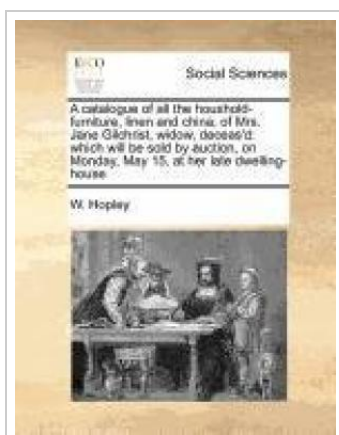 ECCO
Social Sciences
A catalogue of all the houshold-
furniture, linen and china, of Mrs.
Jane Gilchrist, widow, deceas'd:
which will be sold by auction, on
Monday, May 15, at her late dwelling-
house
W. Hopley